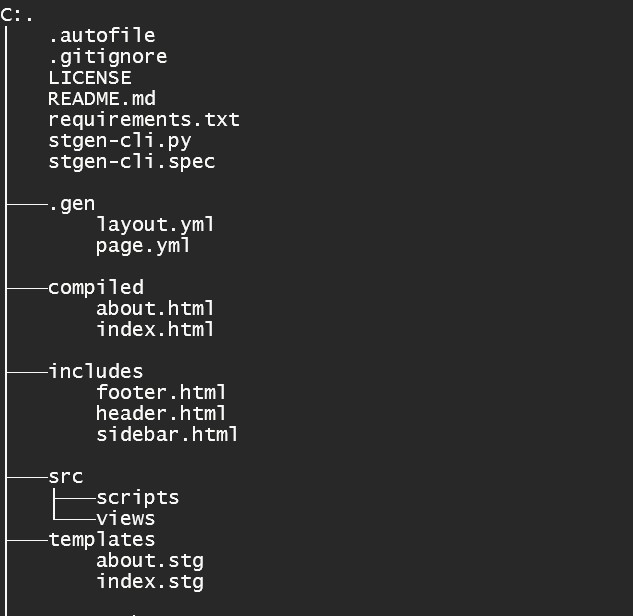 C:.
.autofile
.gitignore
LICENSE
README.md
requirements.txt
stgen-cli.py
stgen-cli.spec
.gen
layout.yml
page.yml
compiled
about.html
index.html
includes
footer.html
header.html
sidebar.html
src
scripts
views
templates
about.stg
index.stg